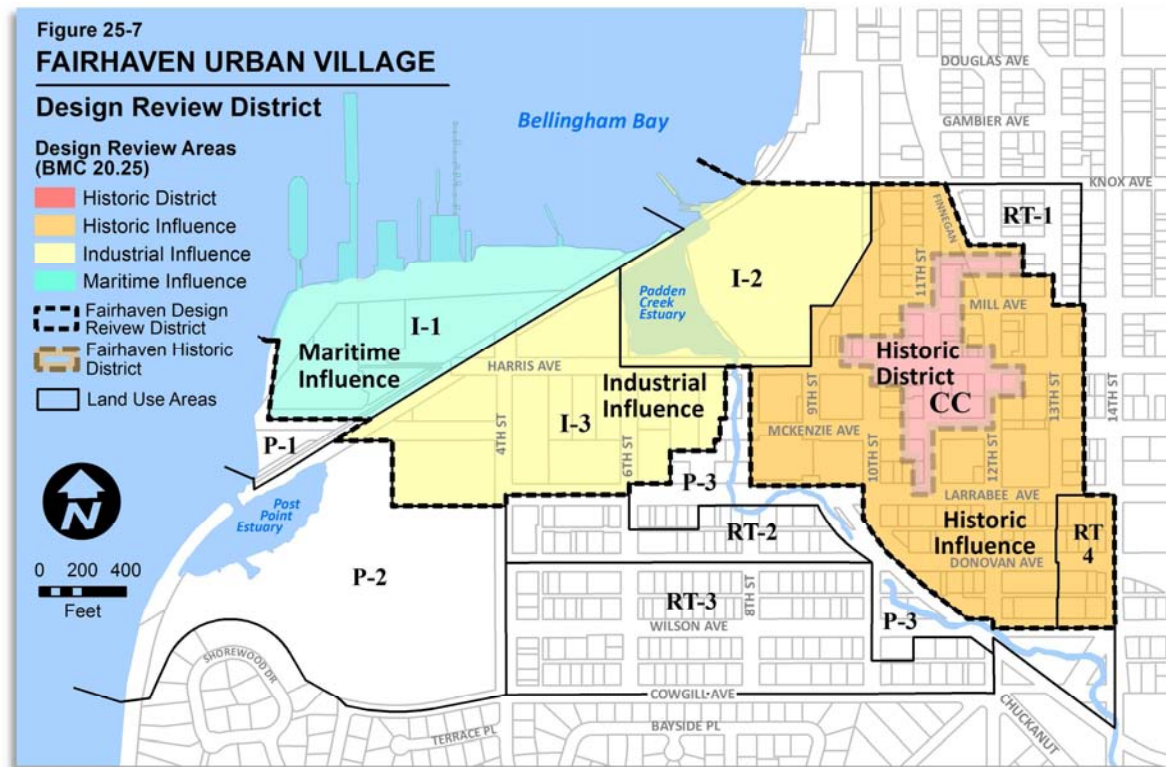 Figure 25-7
FAIRHAVEN URBAN VILLAGE
Design Review District
Design Review Areas
(BMC 20.25)
Historic District
Historic Influence
Industrial Influence
Maritime Influence
Fairhaven Design
Reivew District
Fairhaven Historic
District
Land Use Areas
N
0 200 400
Feet
Bellingham Bay
DOUGLAS AVE
GAMBIER AVE
KNOX AVE
FINNEGAN
RT-1
I-2
Padden
Creek
Estuary
11TH ST
MILL AVE
I-1
Maritime
Influence
HARRIS AVE
Industrial
Influence
Historic
District
CC
9TH ST
13TH ST
14TH ST
I-3
4TH ST
6TH ST
MCKENZIE AVE
10TH ST
12TH ST
P-1
P-3
LARRABEE AVE
Post
Point
Estuary
RT-2
Historic
Influence
RT
4
DONOVAN AVE
P-2
RT-3
8TH ST
WILSON AVE
P-3
SHOREWOOD DR
COWGILL AVE
CHUCKANUT
TERRACE PL
BAYSIDE PL